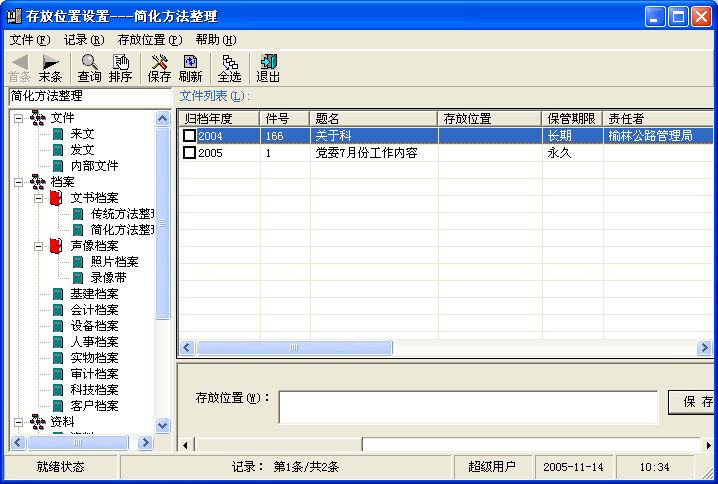 存放位置设置---简化方法整理
文件(F) 记录(R) 存放位置(P) 帮助(H)
首条 末条 查询 排序 保存 刷新 全选 退出
简化方法整理
文件列表(L):
文件
来文
发文
内部文件
档案
文书档案
传统方法整理
简化方法整理
声像档案
照片档案
录像带
基建档案
会计档案
设备档案
人事档案
实物档案
审计档案
科技档案
客户档案
资料
归档年度 件号 题名 存放位置 保管期限 责任者
2004 166 关于科 长期 榆林公路管理局
2005 1 党委7月份工作内容 永久
存放位置(W):
保存
就绪状态 记录: 第1条/共2条 超级用户 2005-11-14 10:34